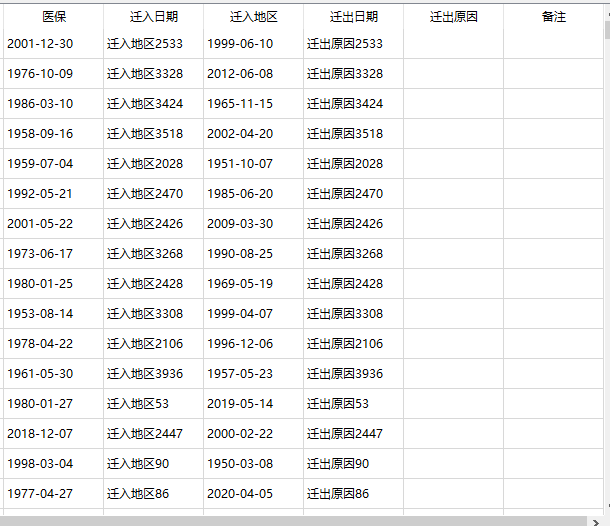 医保 迁入日期 迁入地区 迁出日期 迁出原因 备注
2001-12-30 迁入地区2533 1999-06-10 迁出原因2533
1976-10-09 迁入地区3328 2012-06-08 迁出原因3328
1986-03-10 迁入地区3424 1965-11-15 迁出原因3424
1958-09-16 迁入地区3518 2002-04-20 迁出原因3518
1959-07-04 迁入地区2028 1951-10-07 迁出原因2028
1992-05-21 迁入地区2470 1985-06-20 迁出原因2470
2001-05-22 迁入地区2426 2009-03-30 迁出原因2426
1973-06-17 迁入地区3268 1990-08-25 迁出原因3268
1980-01-25 迁入地区2428 1969-05-19 迁出原因2428
1953-08-14 迁入地区3308 1999-04-07 迁出原因3308
1978-04-22 迁入地区2106 1996-12-06 迁出原因2106
1961-05-30 迁入地区3936 1957-05-23 迁出原因3936
1980-01-27 迁入地区53 2019-05-14 迁出原因53
2018-12-07 迁入地区2447 2000-02-22 迁出原因2447
1998-03-04 迁入地区90 1950-03-08 迁出原因90
1977-04-27 迁入地区86 2020-04-05 迁出原因86